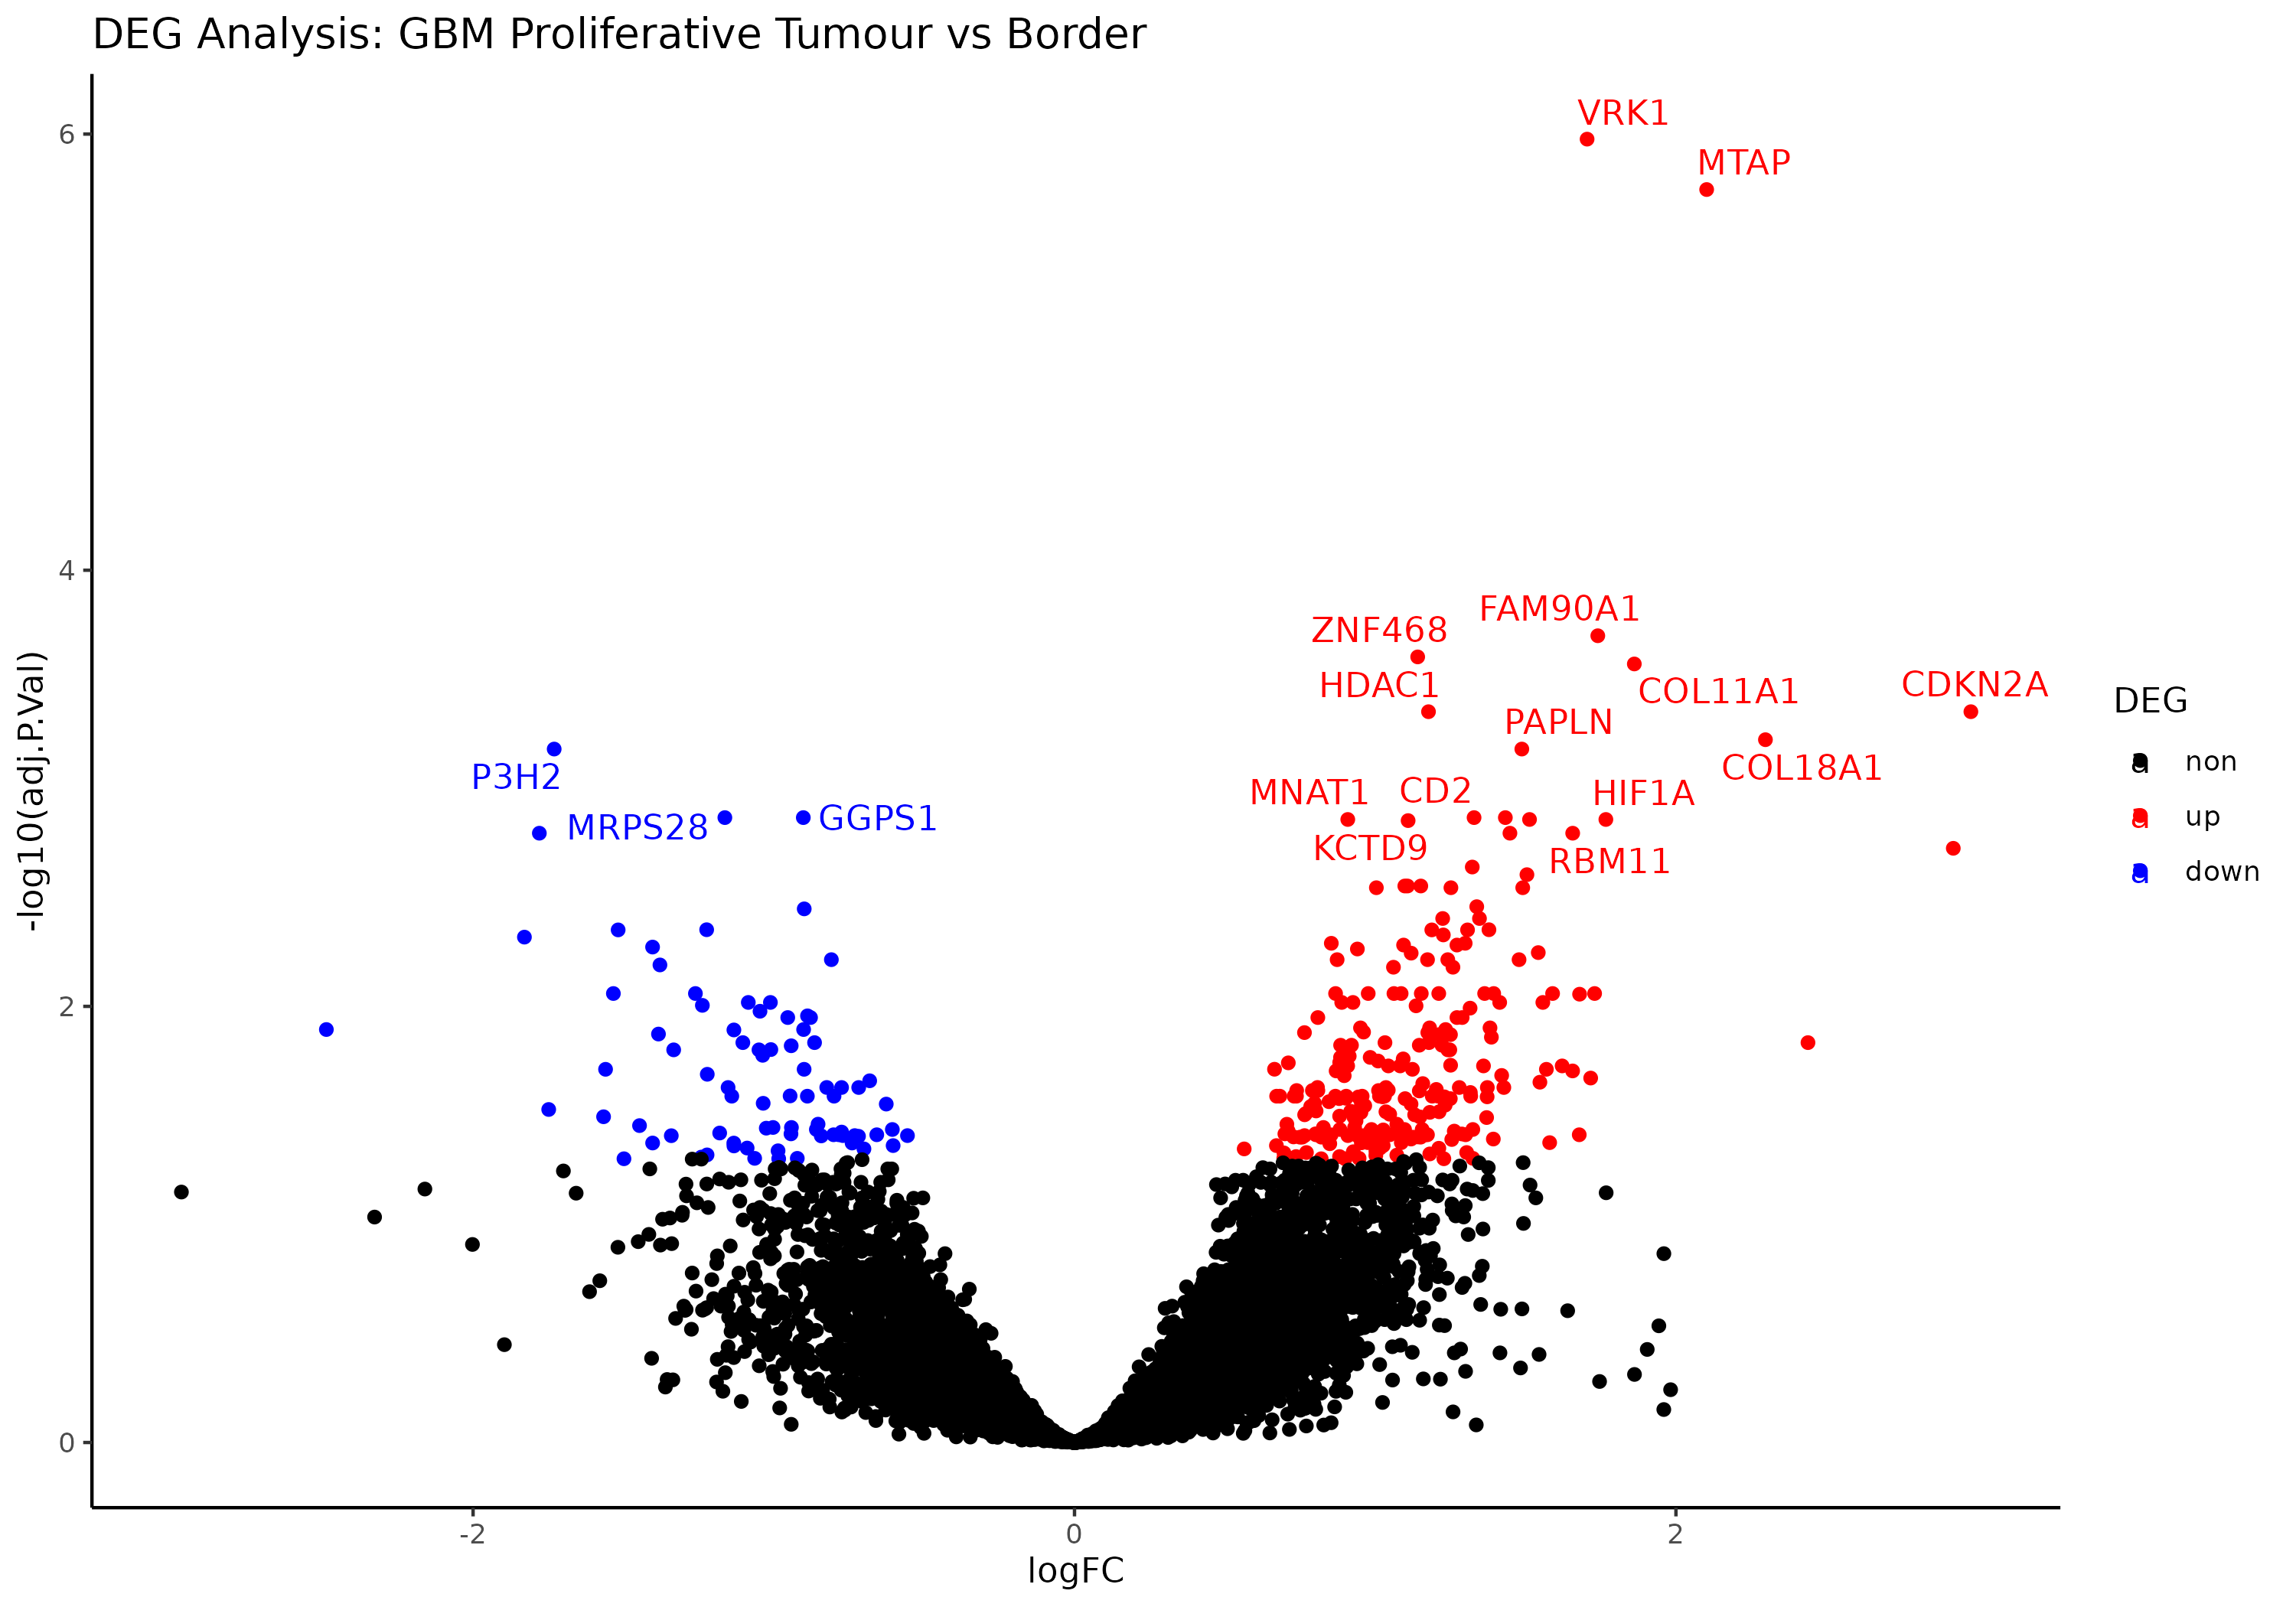 DEG Analysis: GBM Proliferative Tumour vs Border
VRK1
6
MTAP
4
FAM90A1
ZNF468
HDAC1
COL11A1
CDKN2A
DEG
PAPLN
non
P3H2
COL18A1
MNAT1
CD2
HIF1A
a
a up
MRPS28
GGPS1
KCTD9
RBM11
a down
-log10(adj.P.Val)
2
0
-2
0
2
logFC